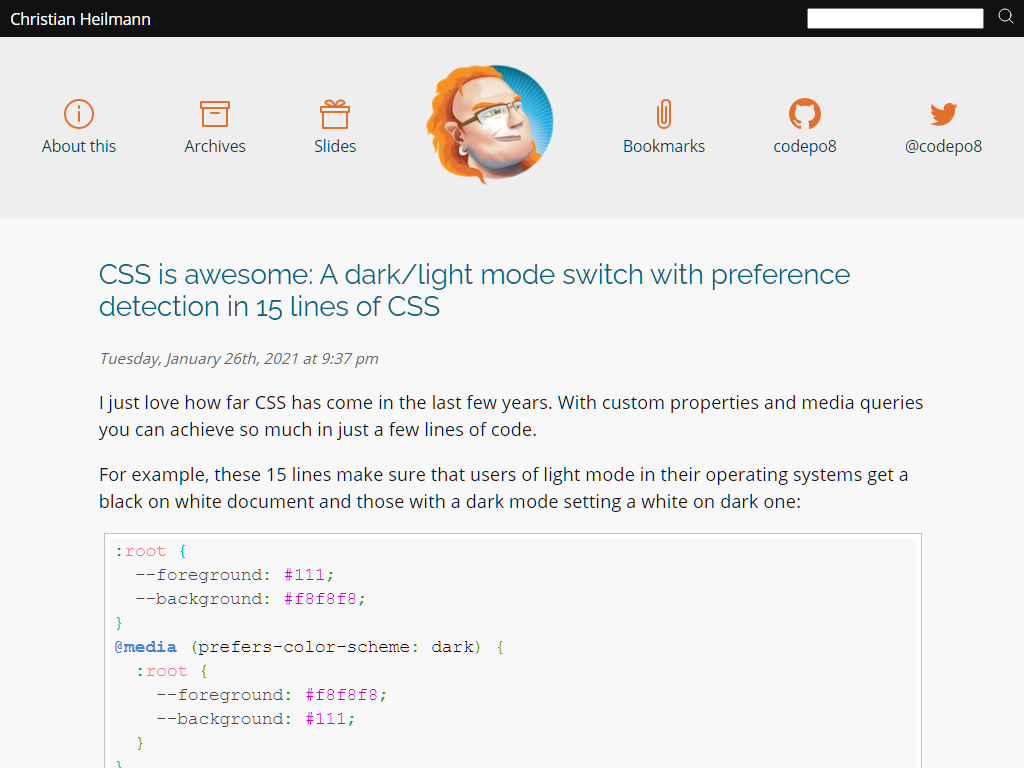 Christian Heilmann
About this
Archives
Slides
Bookmarks
codepo8
@codepo8
CSS is awesome: A dark/light mode switch with preference
detection in 15 lines of CSS
Tuesday, January 26th, 2021 at 9:37 pm
I just love how far CSS has come in the last few years. With custom properties and media queries
you can achieve so much in just a few lines of code.
For example, these 15 lines make sure that users of light mode in their operating systems get a
black on white document and those with a dark mode setting a white on dark one:
:root {
  --foreground: #111;
  --background: #f8f8f8;
}
@media (prefers-color-scheme: dark) {
  :root {
    --foreground: #f8f8f8;
    --background: #111;
  }
}